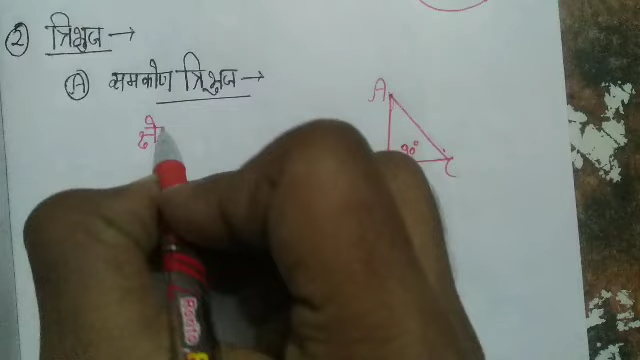 ② त्रिभुज →
Ⓐ समकोण त्रिभुज →
A
क्षे
90°
C